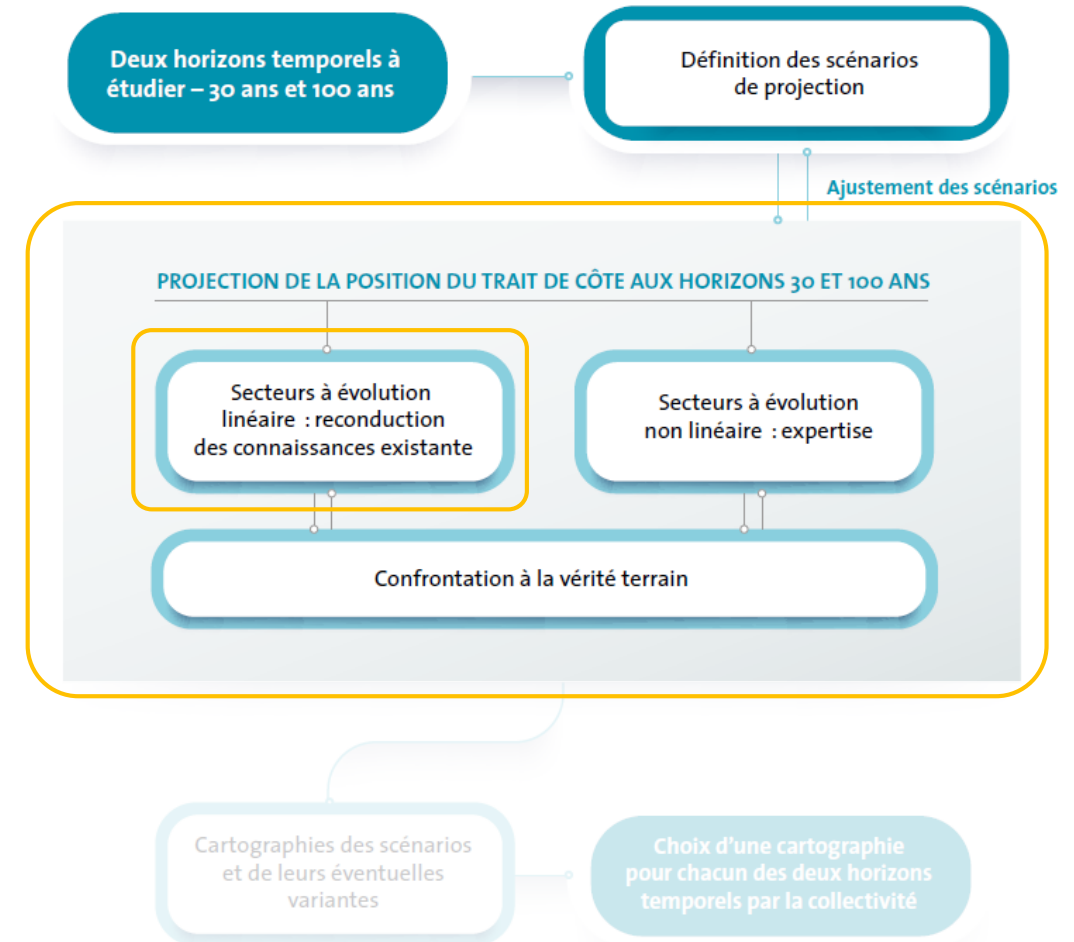 Deux horizons temporels à
étudier – 30 ans et 100 ans
Définition des scénarios
de projection
Ajustement des scénarios
PROJECTION DE LA POSITION DU TRAIT DE CÔTE AUX HORIZONS 30 ET 100 ANS
Secteurs à évolution
linéaire : reconduction
des connaissances existante
Secteurs à évolution
non linéaire : expertise
Confrontation à la vérité terrain
Cartographies des scénarios
et de leurs éventuelles
variantes
Choix d'une cartographie
pour chacun des deux horizons
temporels par la collectivité